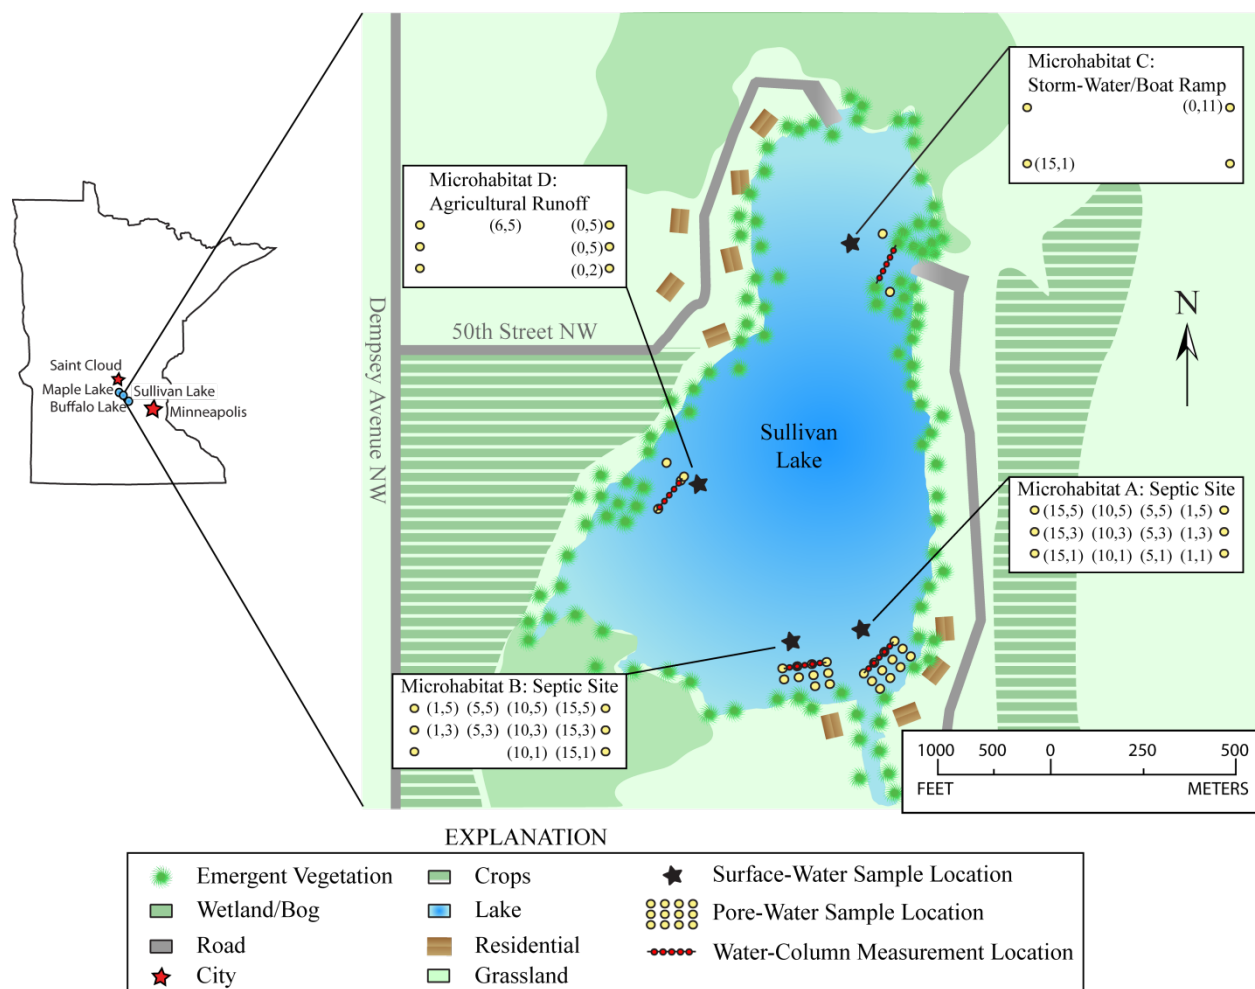 Microhabitat C:
Storm-Water/Boat Ramp
(0,11)
(15,1)
Microhabitat D:
Agricultural Runoff
(6,5) (0,5)
(0,5)
(0,2)
Dempsey Avenue NW
50th Street NW
N
Saint Cloud
Maple Lake
Sullivan Lake
Buffalo Lake
Minneapolis
Sullivan
Lake
Microhabitat A: Septic Site
(15,5) (10,5) (5,5) (1,5)
(15,3) (10,3) (5,3) (1,3)
(15,1) (10,1) (5,1) (1,1)
Microhabitat B: Septic Site
(1,5) (5,5) (10,5) (15,5)
(1,3) (5,3) (10,3) (15,3)
(10,1) (15,1)
1000 500 0 250 500
FEET METERS
EXPLANATION
Emergent Vegetation
Wetland/Bog
Road
City
Crops
Lake
Residential
Grassland
Surface-Water Sample Location
Pore-Water Sample Location
Water-Column Measurement Location